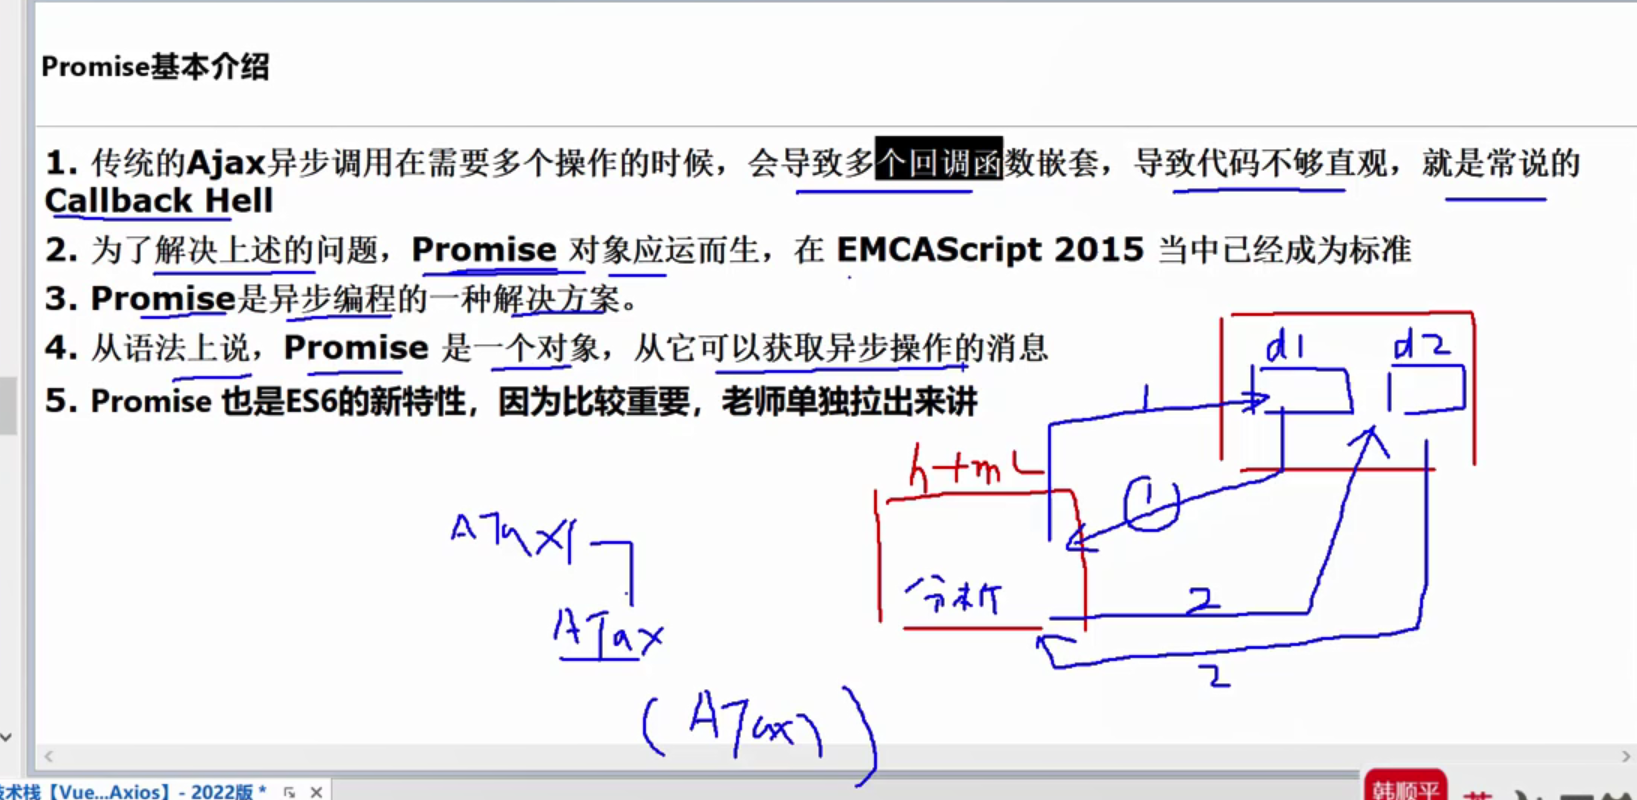 Promise基本介绍
1. 传统的Ajax异步调用在需要多个操作的时候，会导致多个回调函数嵌套，导致代码不够直观，就是常说的
Callback Hell
2. 为了解决上述的问题，Promise 对象应运而生，在 EMCAScript 2015 当中已经成为标准
3. Promise是异步编程的一种解决方案。
4. 从语法上说，Promise 是一个对象，从它可以获取异步操作的消息
5. Promise 也是ES6的新特性，因为比较重要，老师单独拉出来讲
d1 d2
1
html
1
AJax
分析
2
AJax
2
(AJax)
术栈【Vue...Axios】- 2022版 *
韩顺平